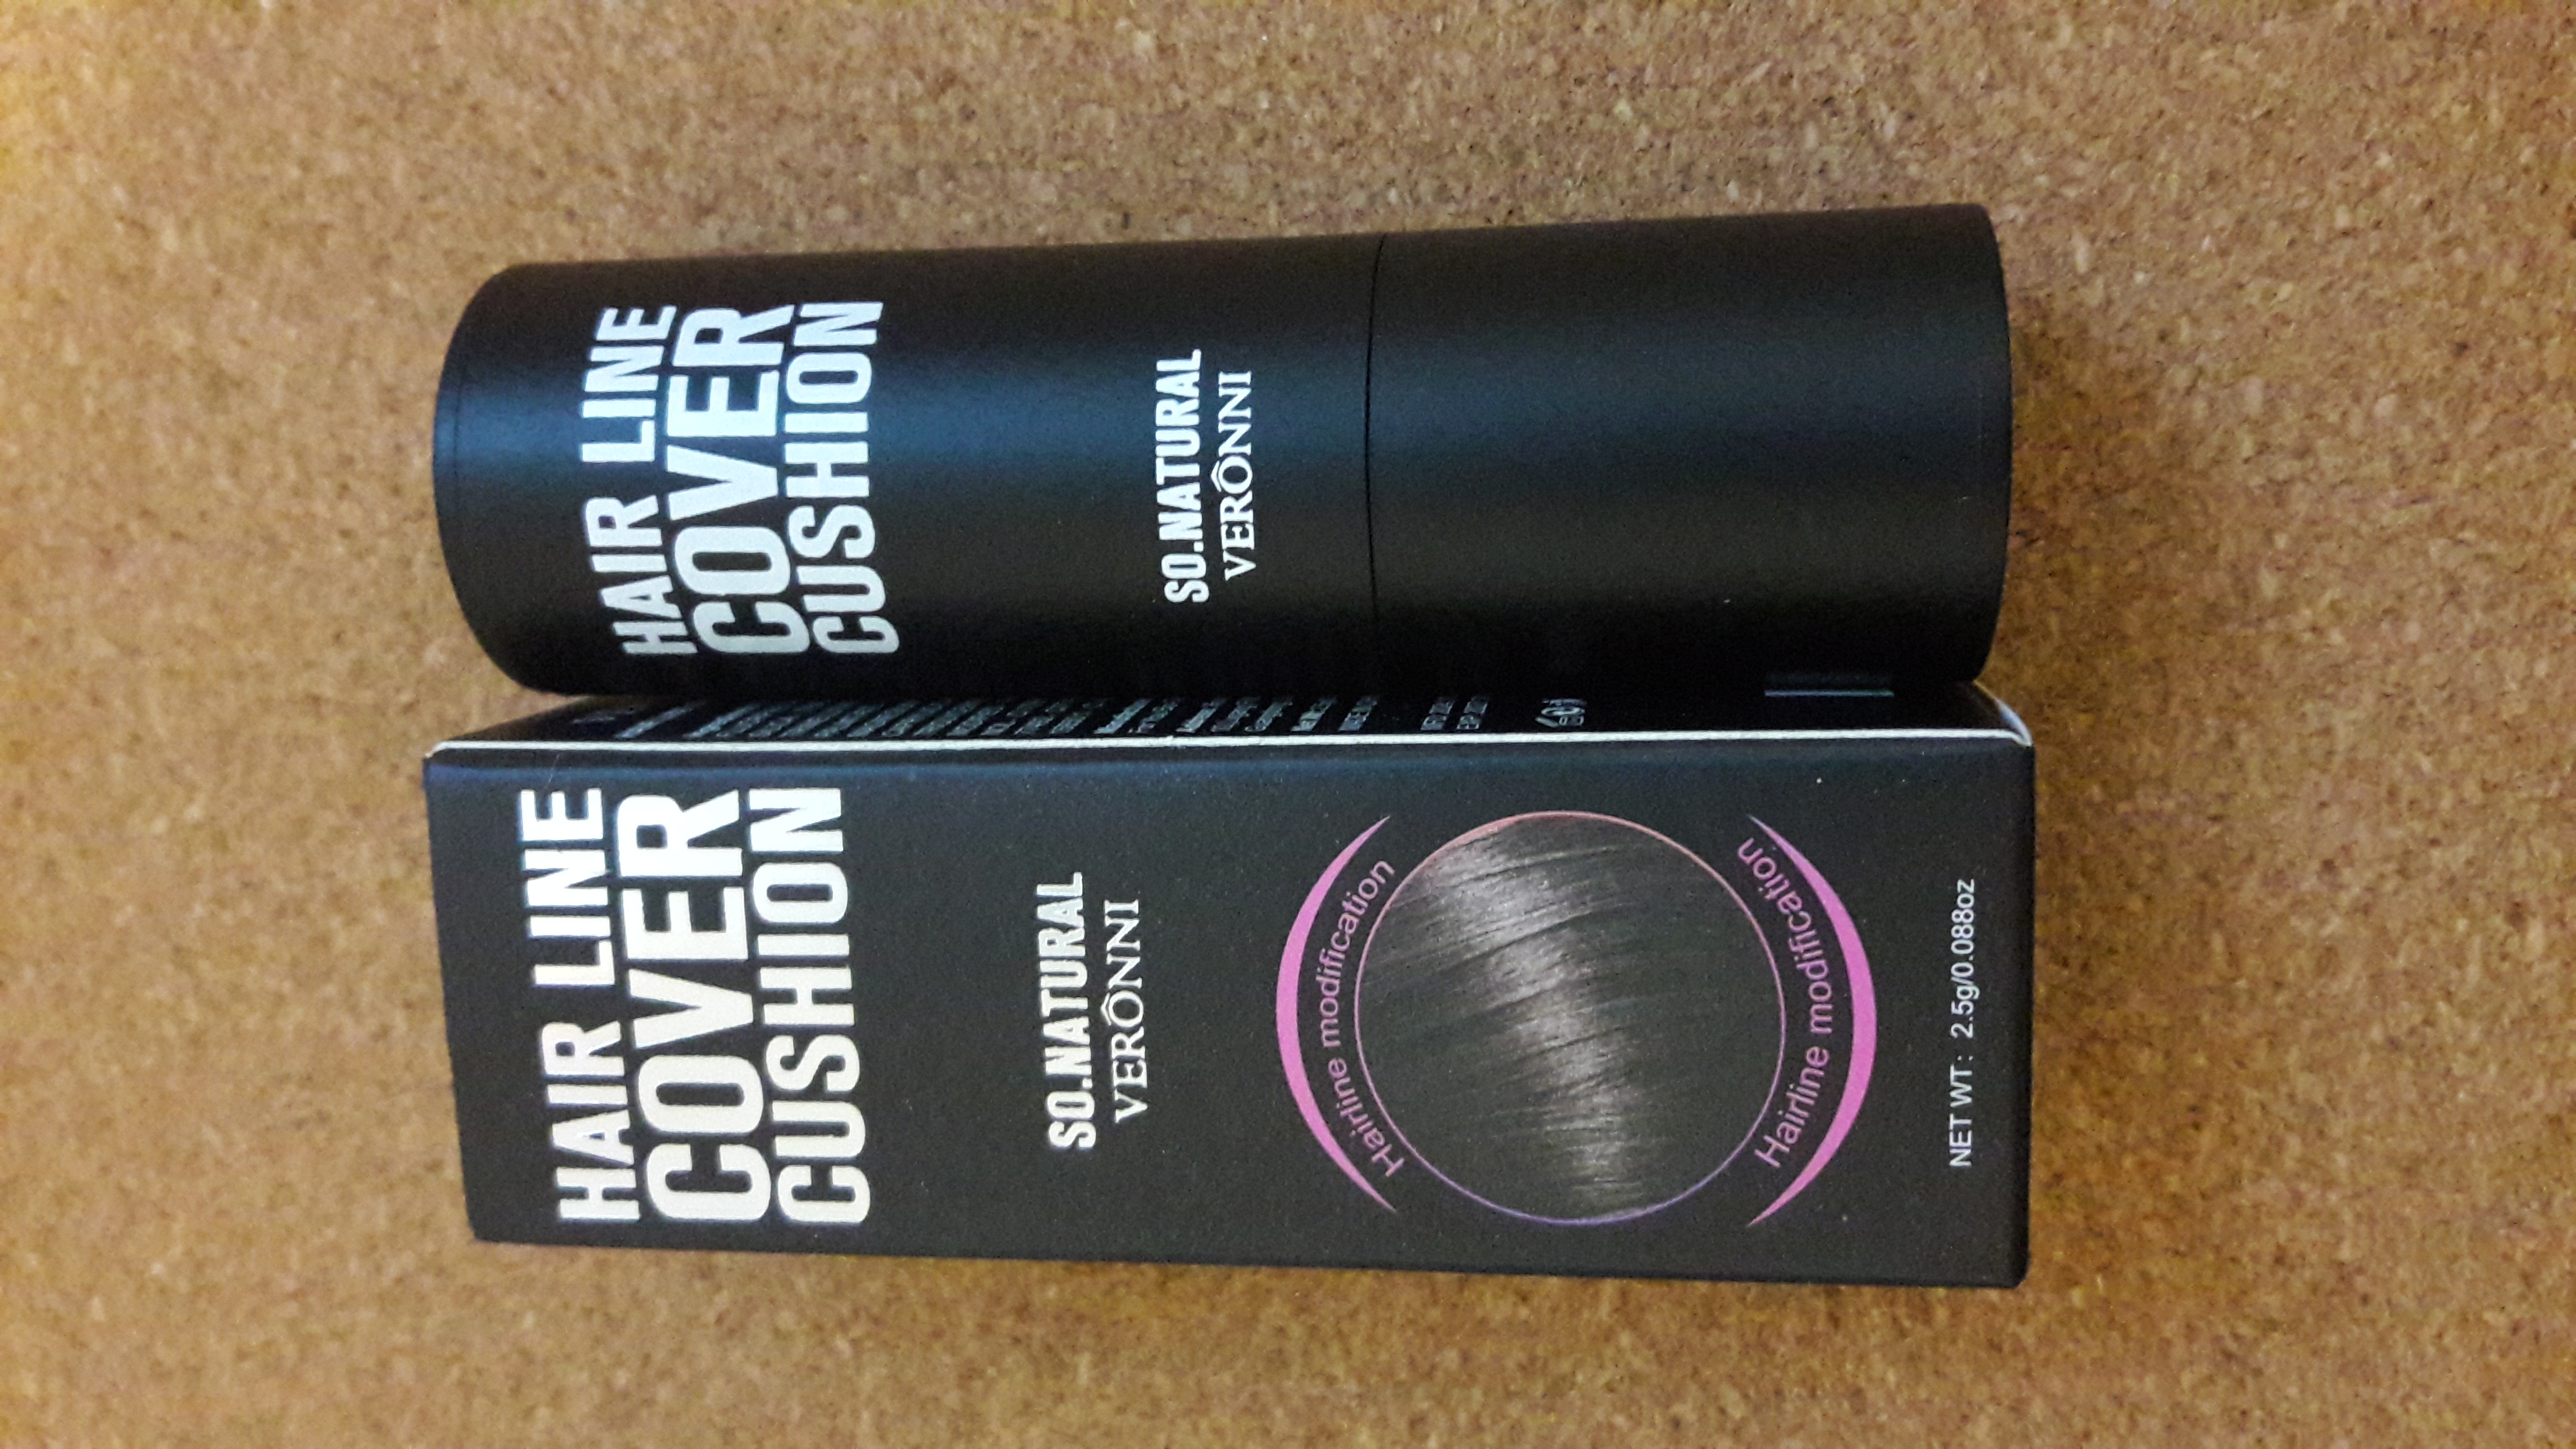 HAIR LINE
COVER
CUSHION
SO.NATURAL
VERÔNNI
HAIR LINE
COVER
CUSHION
SO.NATURAL
VERÔNNI
Hairline modification
Hairline modification
NET WT: 2.5g/0.088oz